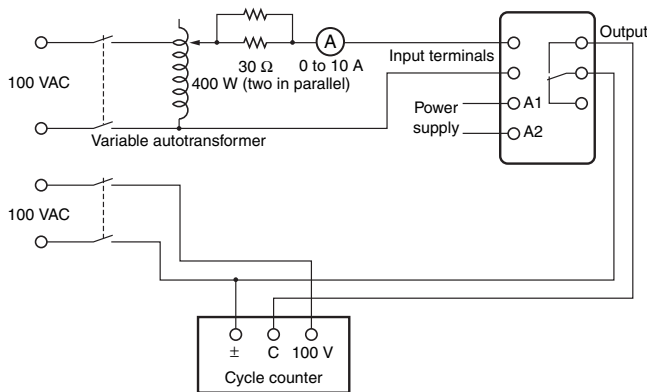 A
Output
30 Ω
0 to 10 A
Input terminals
100 VAC
400 W (two in parallel)
Power
supply
A1
A2
Variable autotransformer
100 VAC
± C 100 V
Cycle counter